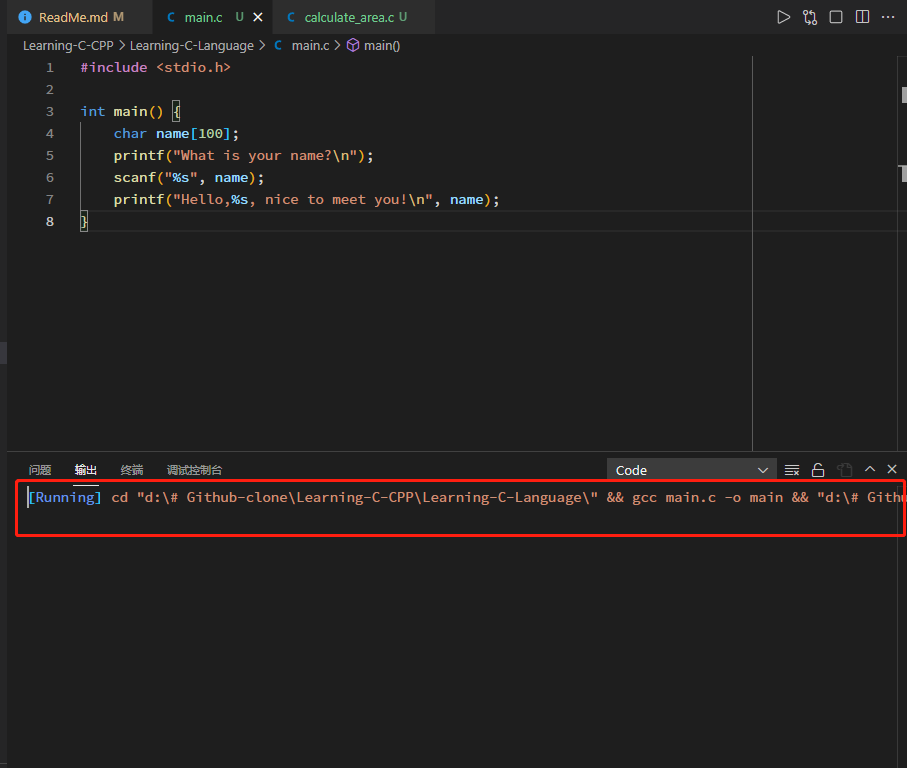 ReadMe.md M main.c U calculate_area.c U
Learning-C-CPP > Learning-C-Language > C main.c > main()
1 #include <stdio.h>
2
3 int main() {
4     char name[100];
5     printf("What is your name?\n");
6     scanf("%s", name);
7     printf("Hello,%s, nice to meet you!\n", name);
8 }
问题 输出 终端 调试控制台 Code
[Running] cd "d:\# Github-clone\Learning-C-CPP\Learning-C-Language\" && gcc main.c -o main && "d:\# Githu